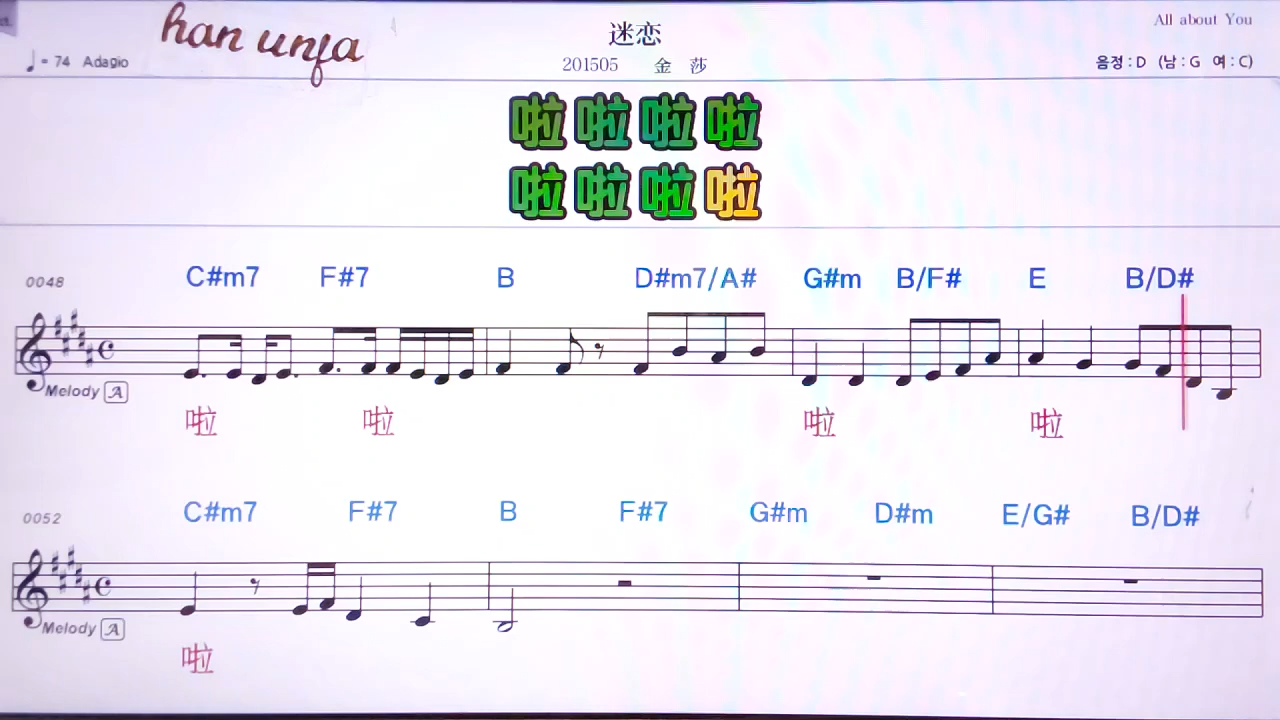 han unfa
迷恋
All about You
♩= 74 Adagio
201505 金 莎
음정 : D (남 : G 여 : C)
啦啦啦啦
啦啦啦啦
0048 C#m7 F#7 B D#m7/A# G#m B/F# E B/D#
Melody A
啦 啦 啦 啦
0052 C#m7 F#7 B F#7 G#m D#m E/G# B/D#
Melody A
啦